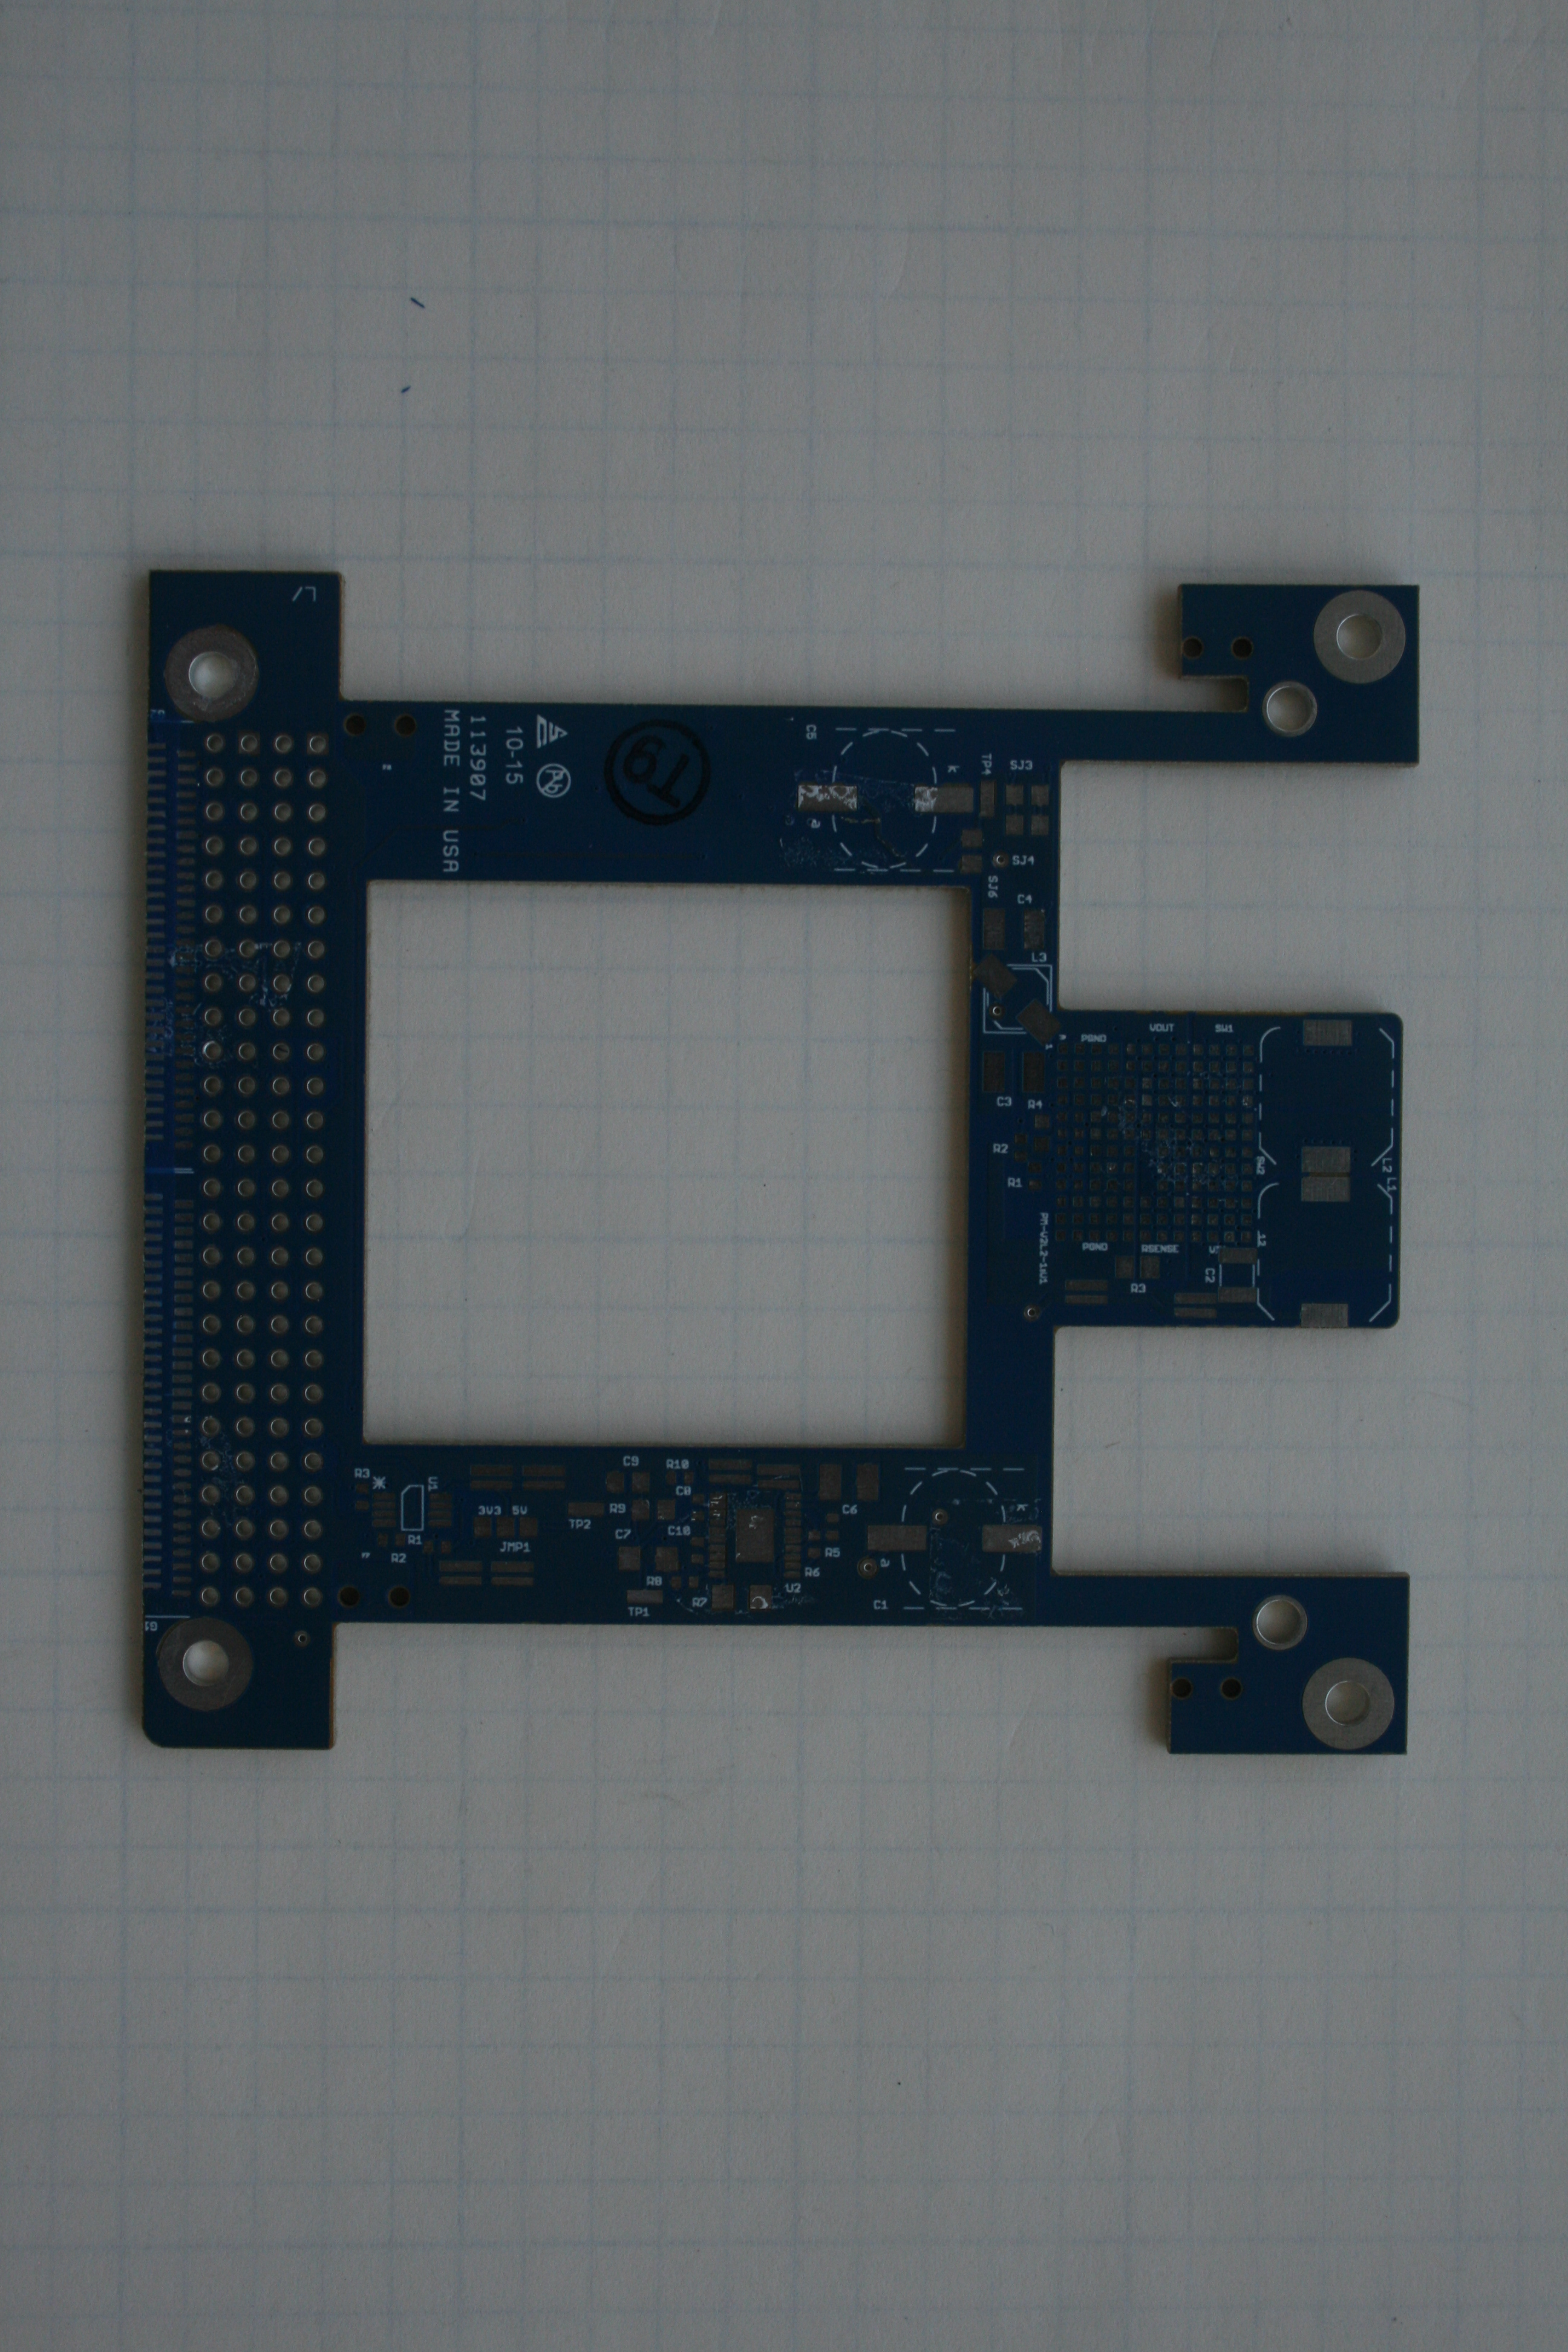 L/
113907
MADE IN USA
10-15
Pb
Tg
C5
k
a
TP4
SJ3
SJ4
SJ6
C4
L3
PGND
VOUT
SW1
C3
R4
R2
R1
SW2
L2
L1
PGND
RSENSE
C2
R3
R3
U1
R1
R2
3V3 5V
JMP1
TP2
C9
R10
R9
C7
C10
R8
R7
TP1
U2
R5
R6
C6
C1
a
k